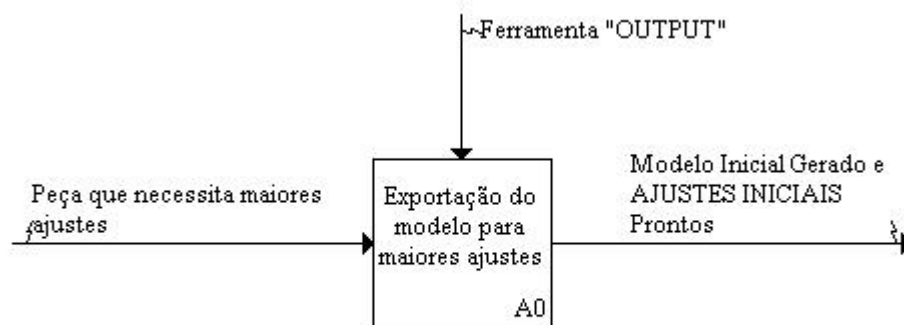 Ferramenta "OUTPUT"
Peça que necessita maiores
ajustes
Exportação do
modelo para
maiores ajustes
A0
Modelo Inicial Gerado e
AJUSTES INICIAIS
Prontos